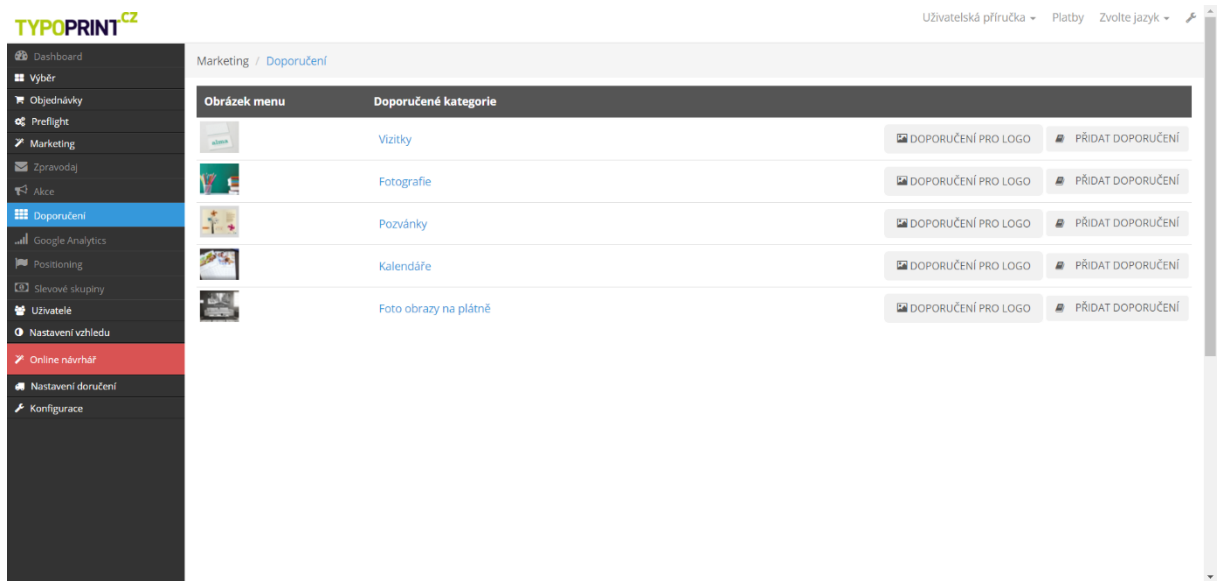 TYPOPRINT.CZ
Uživatelská příručka Platby Zvolte jazyk
Dashboard
Výběr
Objednávky
Preflight
Marketing
Zpravodaj
Akce
Doporučení
Google Analytics
Positioning
Slevové skupiny
Uživatelé
Nastavení vzhledu
Online návrhář
Nastavení doručení
Konfigurace
Marketing / Doporučení
Obrázek menu Doporučené kategorie
Vizitky DOPORUČENÍ PRO LOGO PŘIDAT DOPORUČENÍ
Fotografie DOPORUČENÍ PRO LOGO PŘIDAT DOPORUČENÍ
Pozvánky DOPORUČENÍ PRO LOGO PŘIDAT DOPORUČENÍ
Kalendáře DOPORUČENÍ PRO LOGO PŘIDAT DOPORUČENÍ
Foto obrazy na plátně DOPORUČENÍ PRO LOGO PŘIDAT DOPORUČENÍ